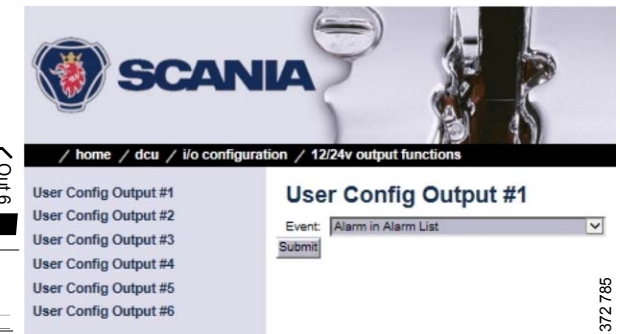 SCANIA
/ home / dcu / i/o configuration / 12/24v output functions
Out 6
User Config Output #1
User Config Output #2
User Config Output #3
User Config Output #4
User Config Output #5
User Config Output #6
User Config Output #1
Event: Alarm in Alarm List
Submit
372 785